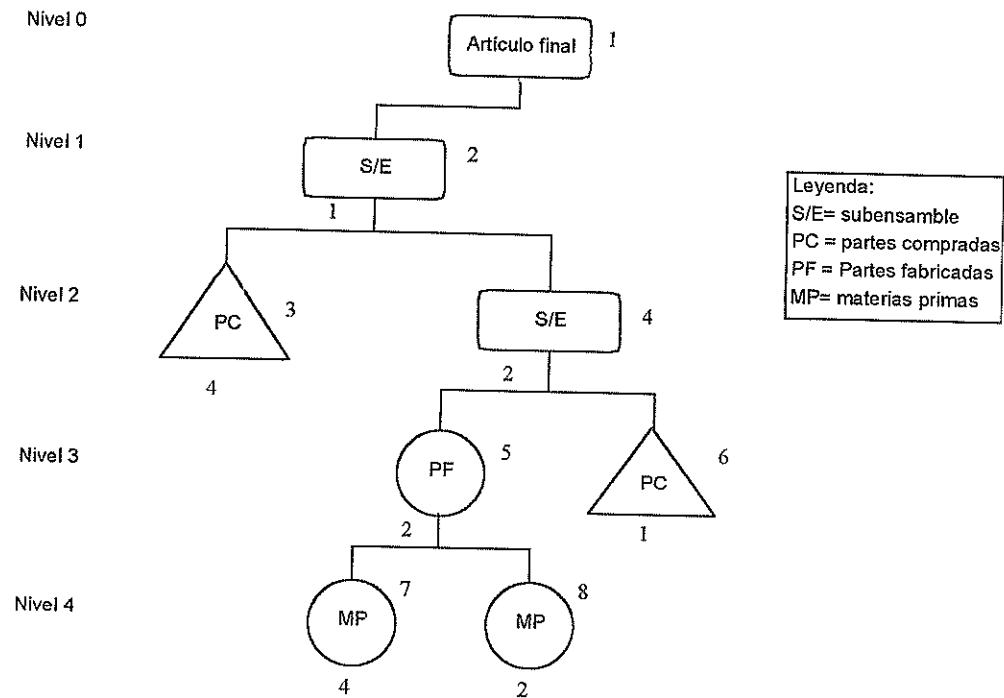 Nivel 0
Artículo final
1
Nivel 1
S/E
2
1
Leyenda:
S/E= subensamble
PC = partes compradas
PF = Partes fabricadas
MP= materias primas
Nivel 2
PC
3
S/E
4
4
2
Nivel 3
PF
5
PC
6
2
1
Nivel 4
MP
7
MP
8
4
2